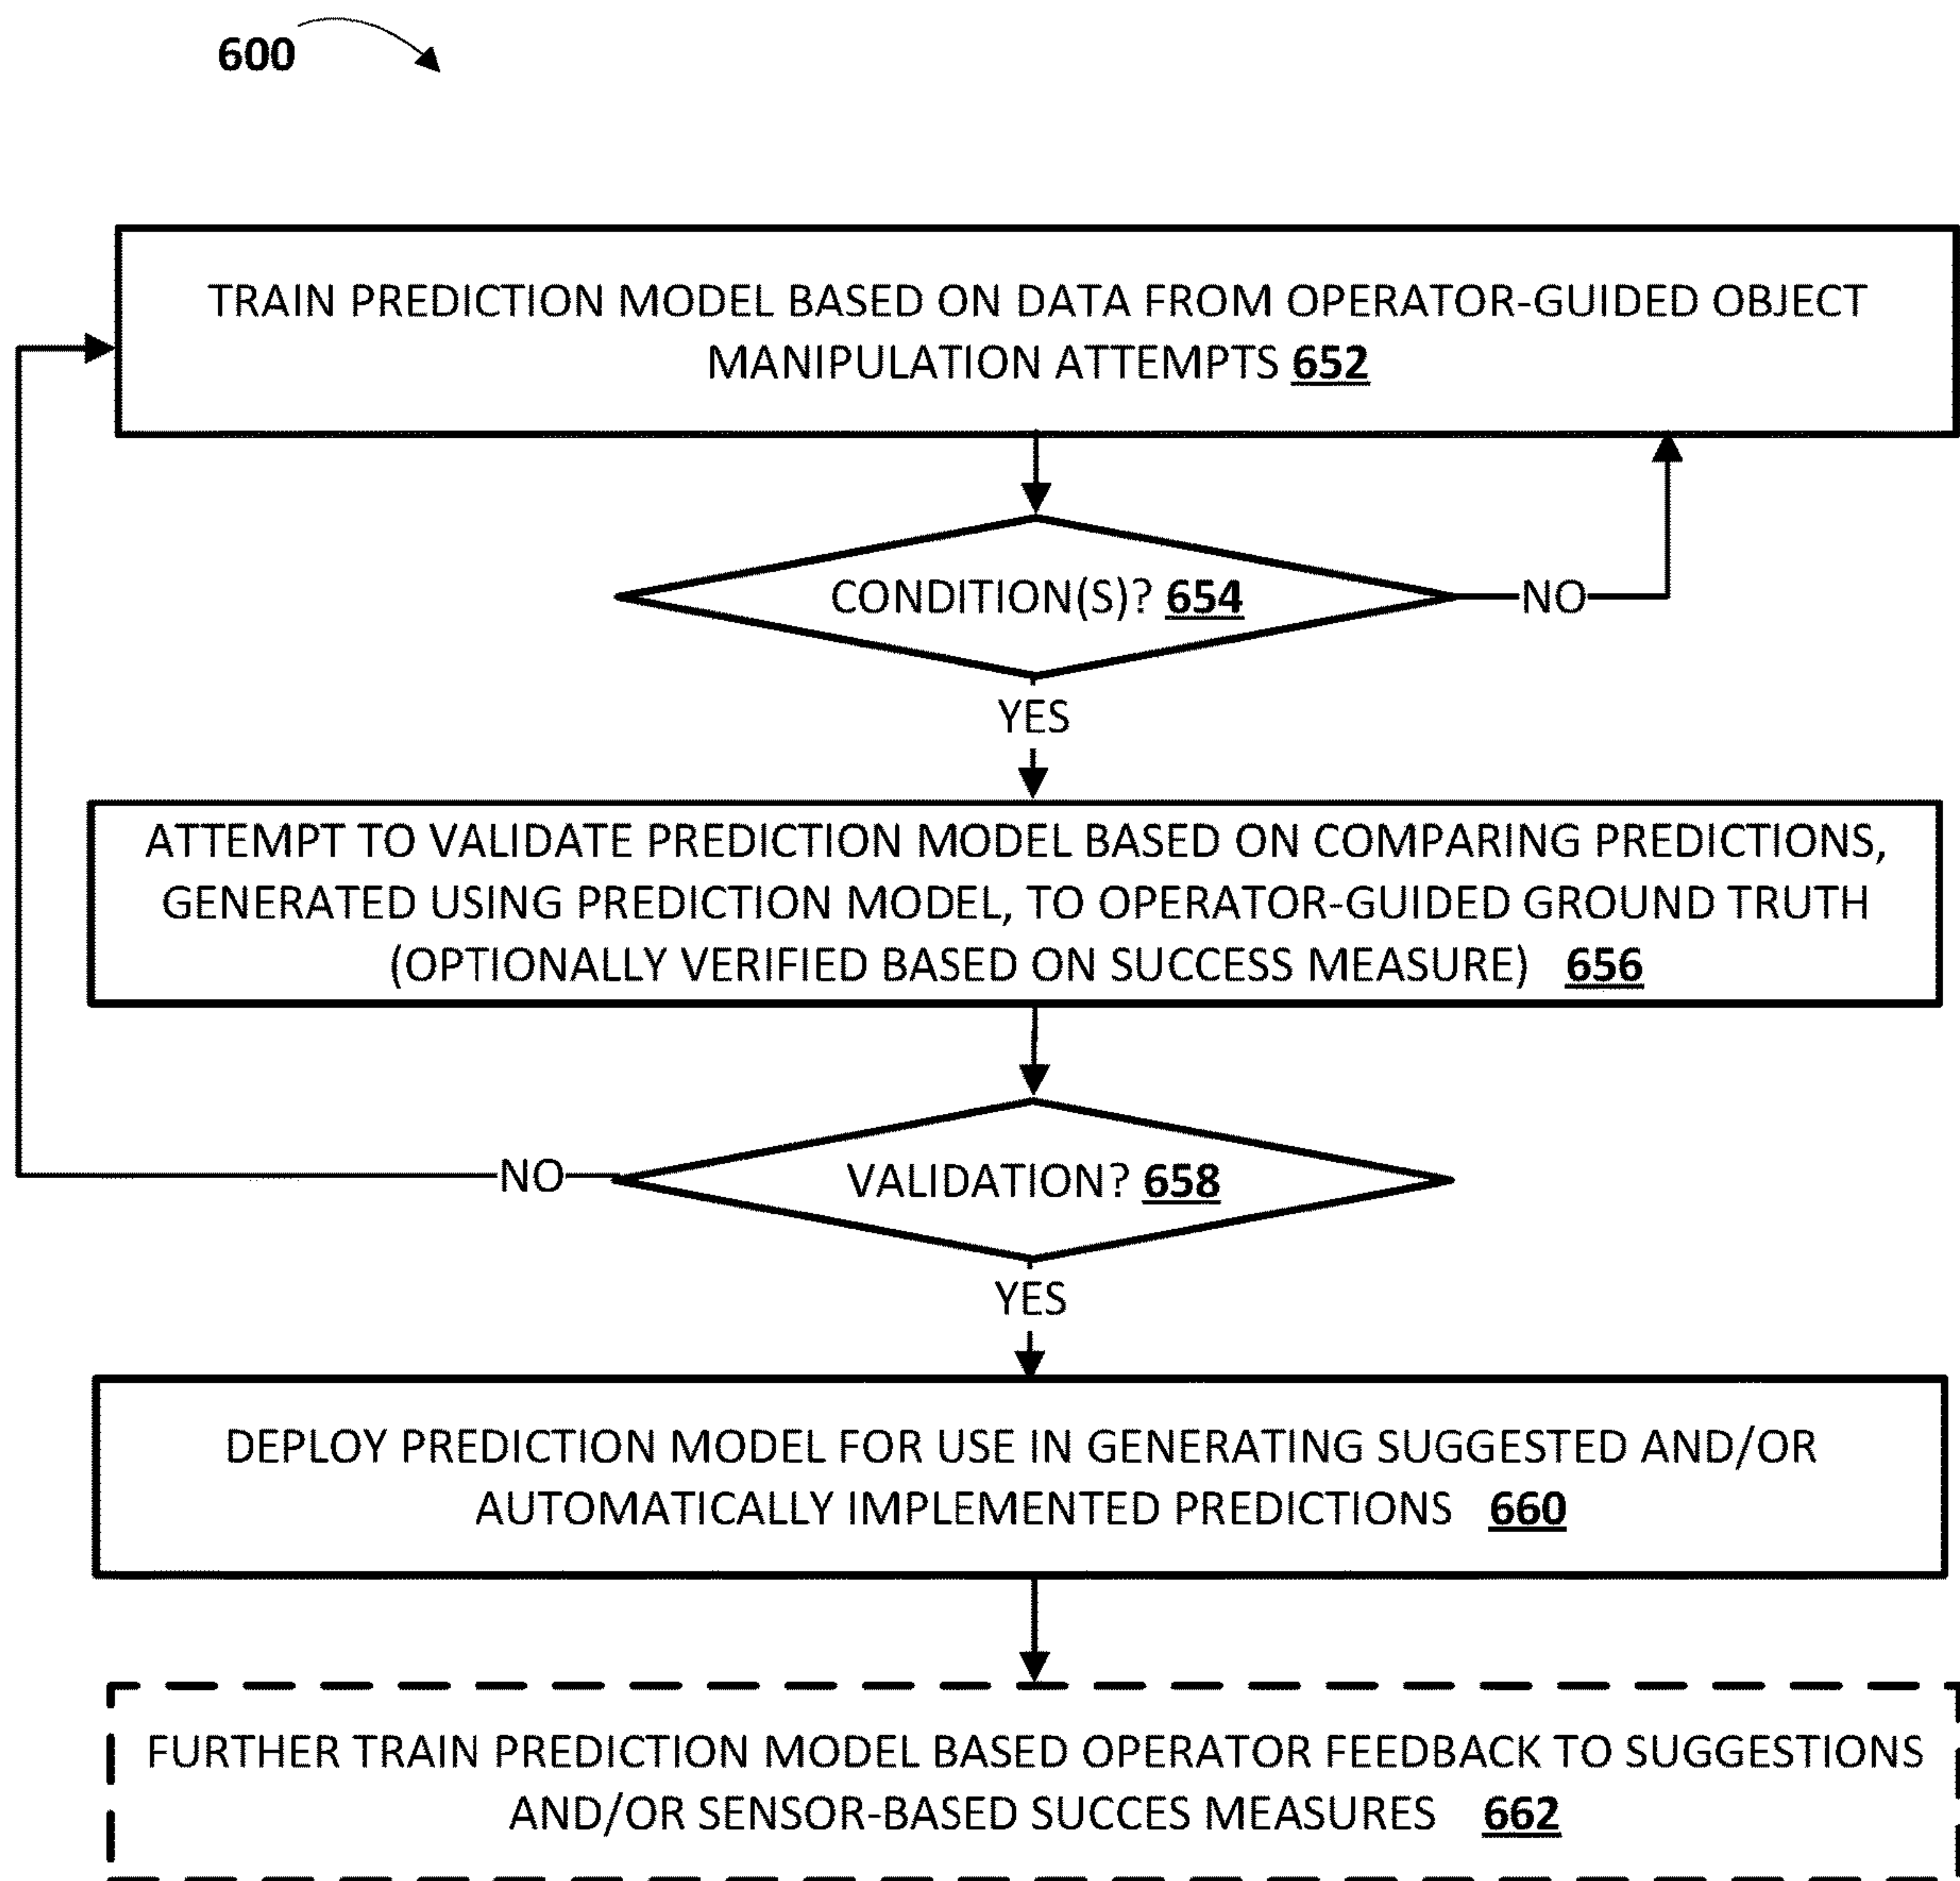 600
TRAIN PREDICTION MODEL BASED ON DATA FROM OPERATOR-GUIDED OBJECT
MANIPULATION ATTEMPTS 652
CONDITION(S)? 654
NO
YES
ATTEMPT TO VALIDATE PREDICTION MODEL BASED ON COMPARING PREDICTIONS,
GENERATED USING PREDICTION MODEL, TO OPERATOR-GUIDED GROUND TRUTH
(OPTIONALLY VERIFIED BASED ON SUCCESS MEASURE) 656
NO
VALIDATION? 658
YES
DEPLOY PREDICTION MODEL FOR USE IN GENERATING SUGGESTED AND/OR
AUTOMATICALLY IMPLEMENTED PREDICTIONS 660
FURTHER TRAIN PREDICTION MODEL BASED OPERATOR FEEDBACK TO SUGGESTIONS
AND/OR SENSOR-BASED SUCCES MEASURES 662